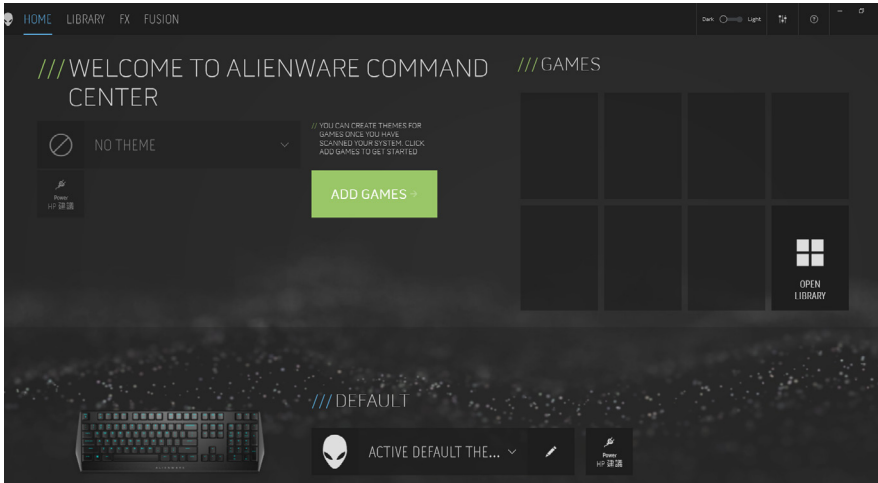 HOME LIBRARY FX FUSION
Dark Light
///WELCOME TO ALIENWARE COMMAND
CENTER
NO THEME
Power
HP 建議
// YOU CAN CREATE THEMES FOR
GAMES ONCE YOU HAVE
SCANNED YOUR SYSTEM. CLICK
ADD GAMES TO GET STARTED
ADD GAMES
///GAMES
OPEN
LIBRARY
///DEFAULT
ACTIVE DEFAULT THE...
Power
HP 建議
ALIENWARE